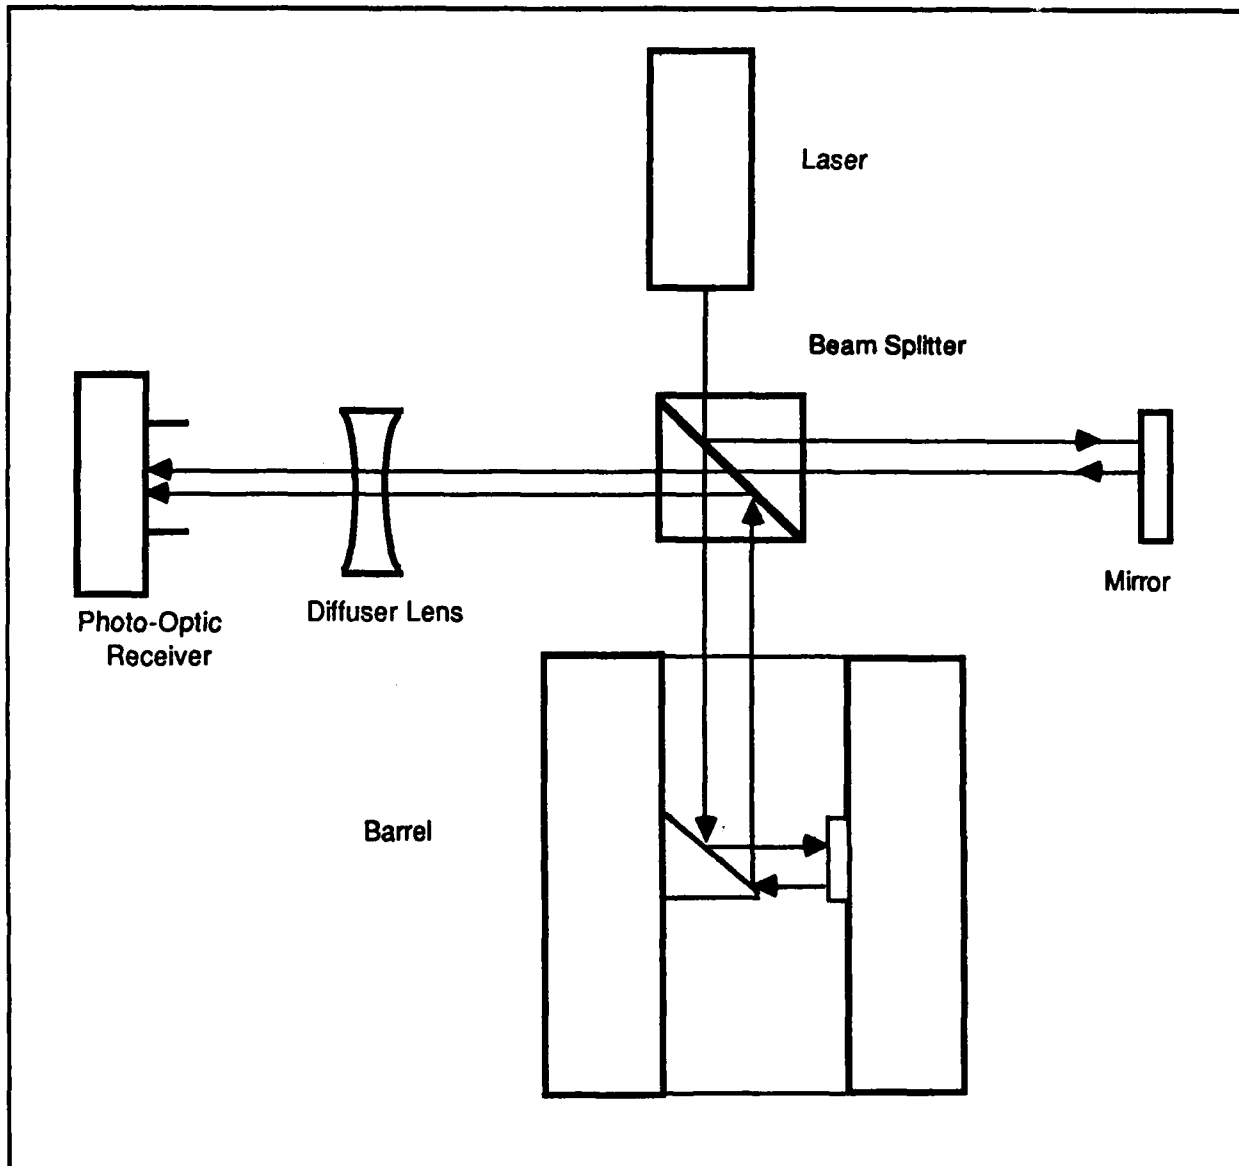 Laser
Beam Splitter
Mirror
Diffuser Lens
Photo-Optic
Receiver
Barrel